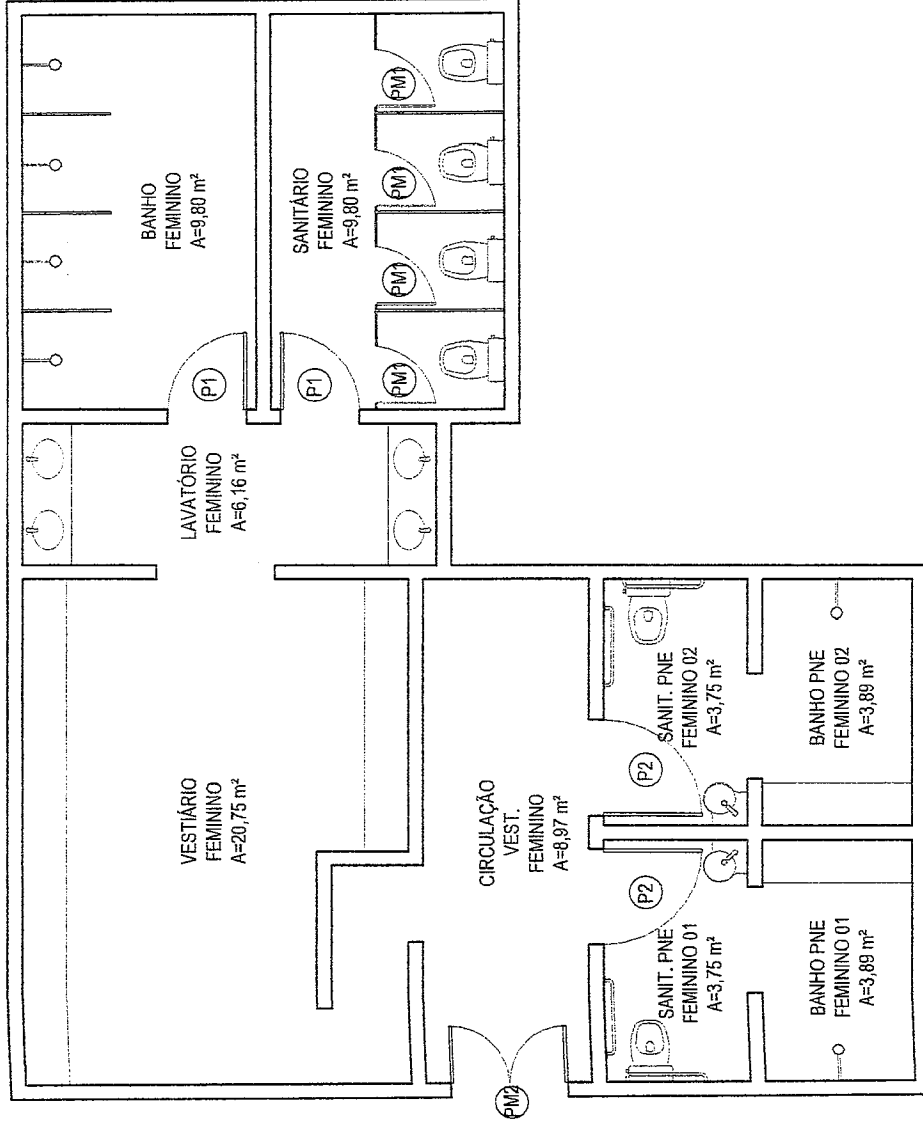 BANHO
FEMININO
A=9,80 m²
PM1
SANITÁRIO
FEMININO
A=9,80 m²
PM1
PM1
PM1
P1
P1
LAVATÓRIO
FEMININO
A=6,16 m²
VESTIÁRIO
FEMININO
A=20,75 m²
CIRCULAÇÃO
VEST.
FEMININO
A=8,97 m²
SANIT. PNE
FEMININO 02
A=3,75 m²
BANHO PNE
FEMININO 02
A=3,89 m²
P2
P2
SANIT. PNE
FEMININO 01
A=3,75 m²
BANHO PNE
FEMININO 01
A=3,89 m²
PM2